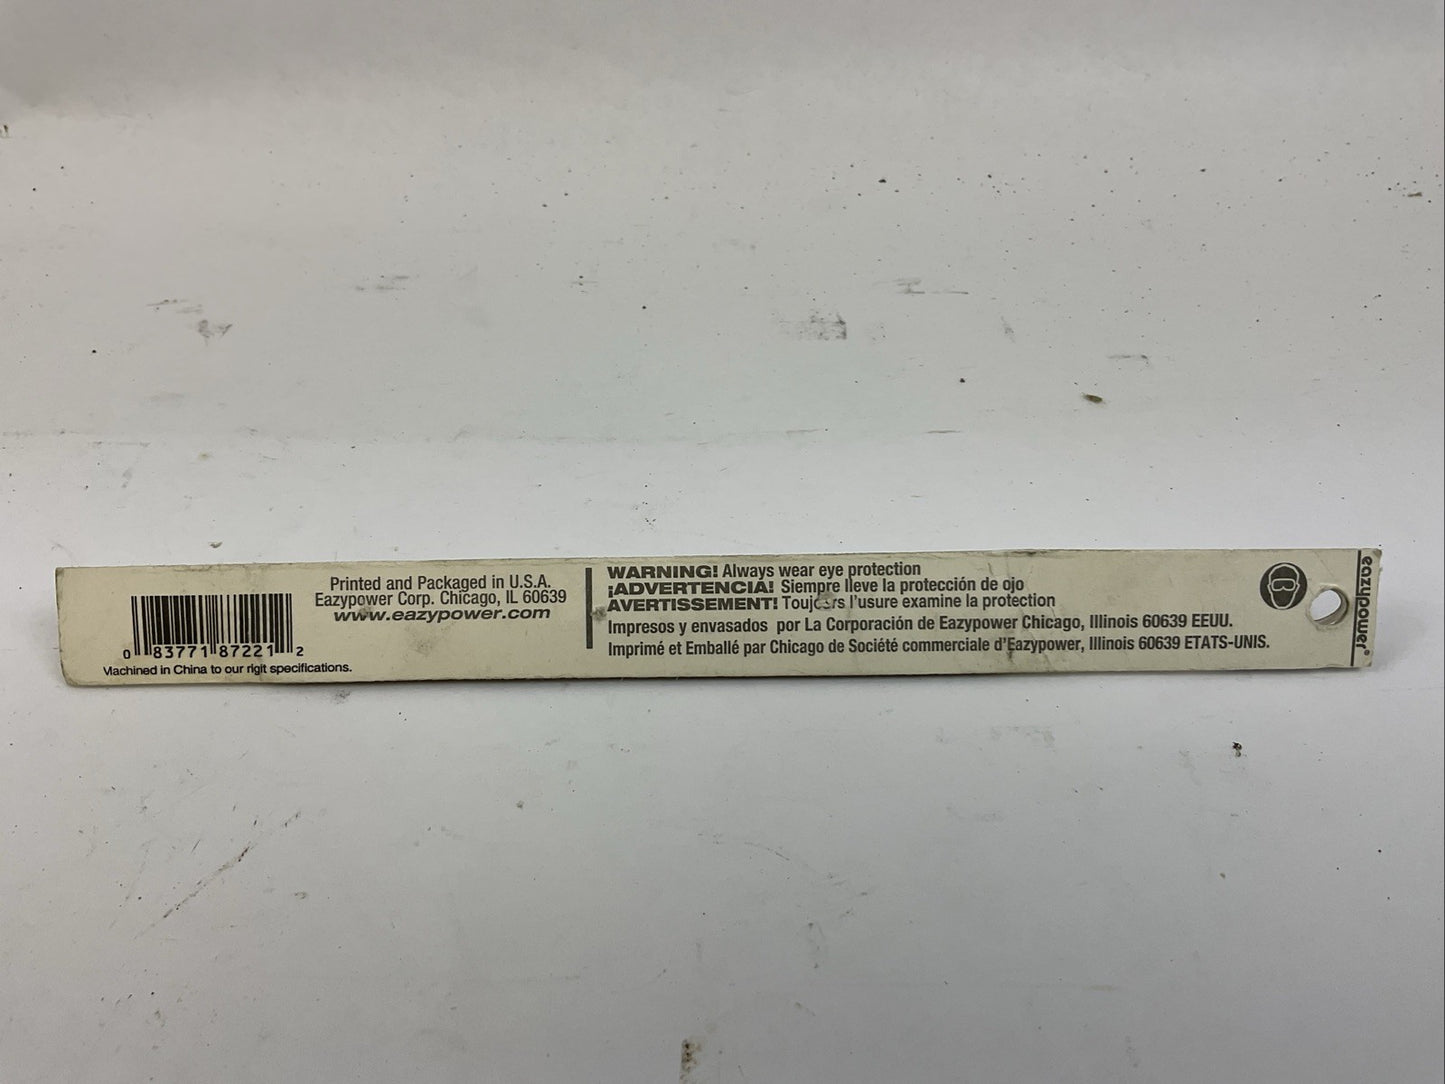 0 83771 87221 2
Machined in China to our rigit specifications.
Printed and Packaged in U.S.A.
Eazypower Corp. Chicago, IL 60639
www.eazypower.com
WARNING! Always wear eye protection
¡ADVERTENCIA! Siempre lleve la protección de ojo
AVERTISSEMENT! Toujours l'usure examine la protection
Impresos y envasados por La Corporación de Eazypower Chicago, Illinois 60639 EEUU.
Imprimé et Emballé par Chicago de Société commerciale d'Eazypower, Illinois 60639 ETATS-UNIS.
eazypower®